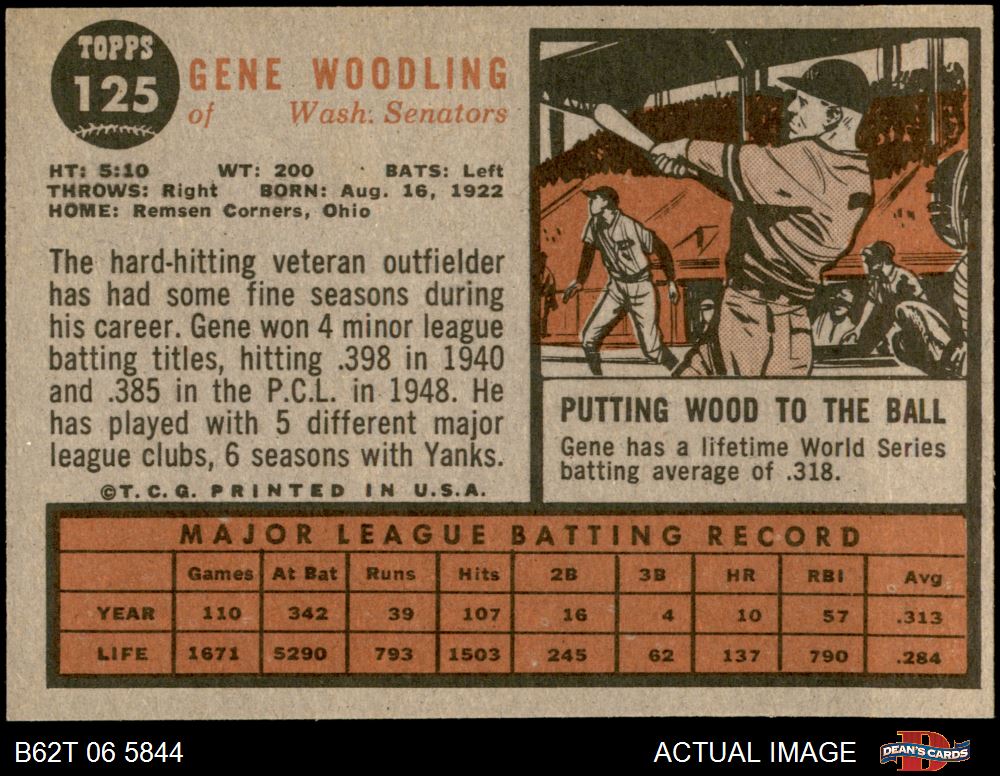 TOPPS
125
GENE WOODLING
of Wash. Senators
HT: 5:10 WT: 200 BATS: Left
THROWS: Right BORN: Aug. 16, 1922
HOME: Remsen Corners, Ohio
The hard-hitting veteran outfielder
has had some fine seasons during
his career. Gene won 4 minor league
batting titles, hitting .398 in 1940
and .385 in the P.C.L. in 1948. He
has played with 5 different major
league clubs, 6 seasons with Yanks.
©T. C. G. PRINTED IN U.S.A.
PUTTING WOOD TO THE BALL
Gene has a lifetime World Series
batting average of .318.
MAJOR LEAGUE BATTING RECORD
Games At Bat Runs Hits 2B 3B HR RBI Avg
YEAR 110 342 39 107 16 4 10 57 .313
LIFE 1671 5290 793 1503 245 62 137 790 .284
B62T 06 5844
ACTUAL IMAGE
DEAN'S CARDS